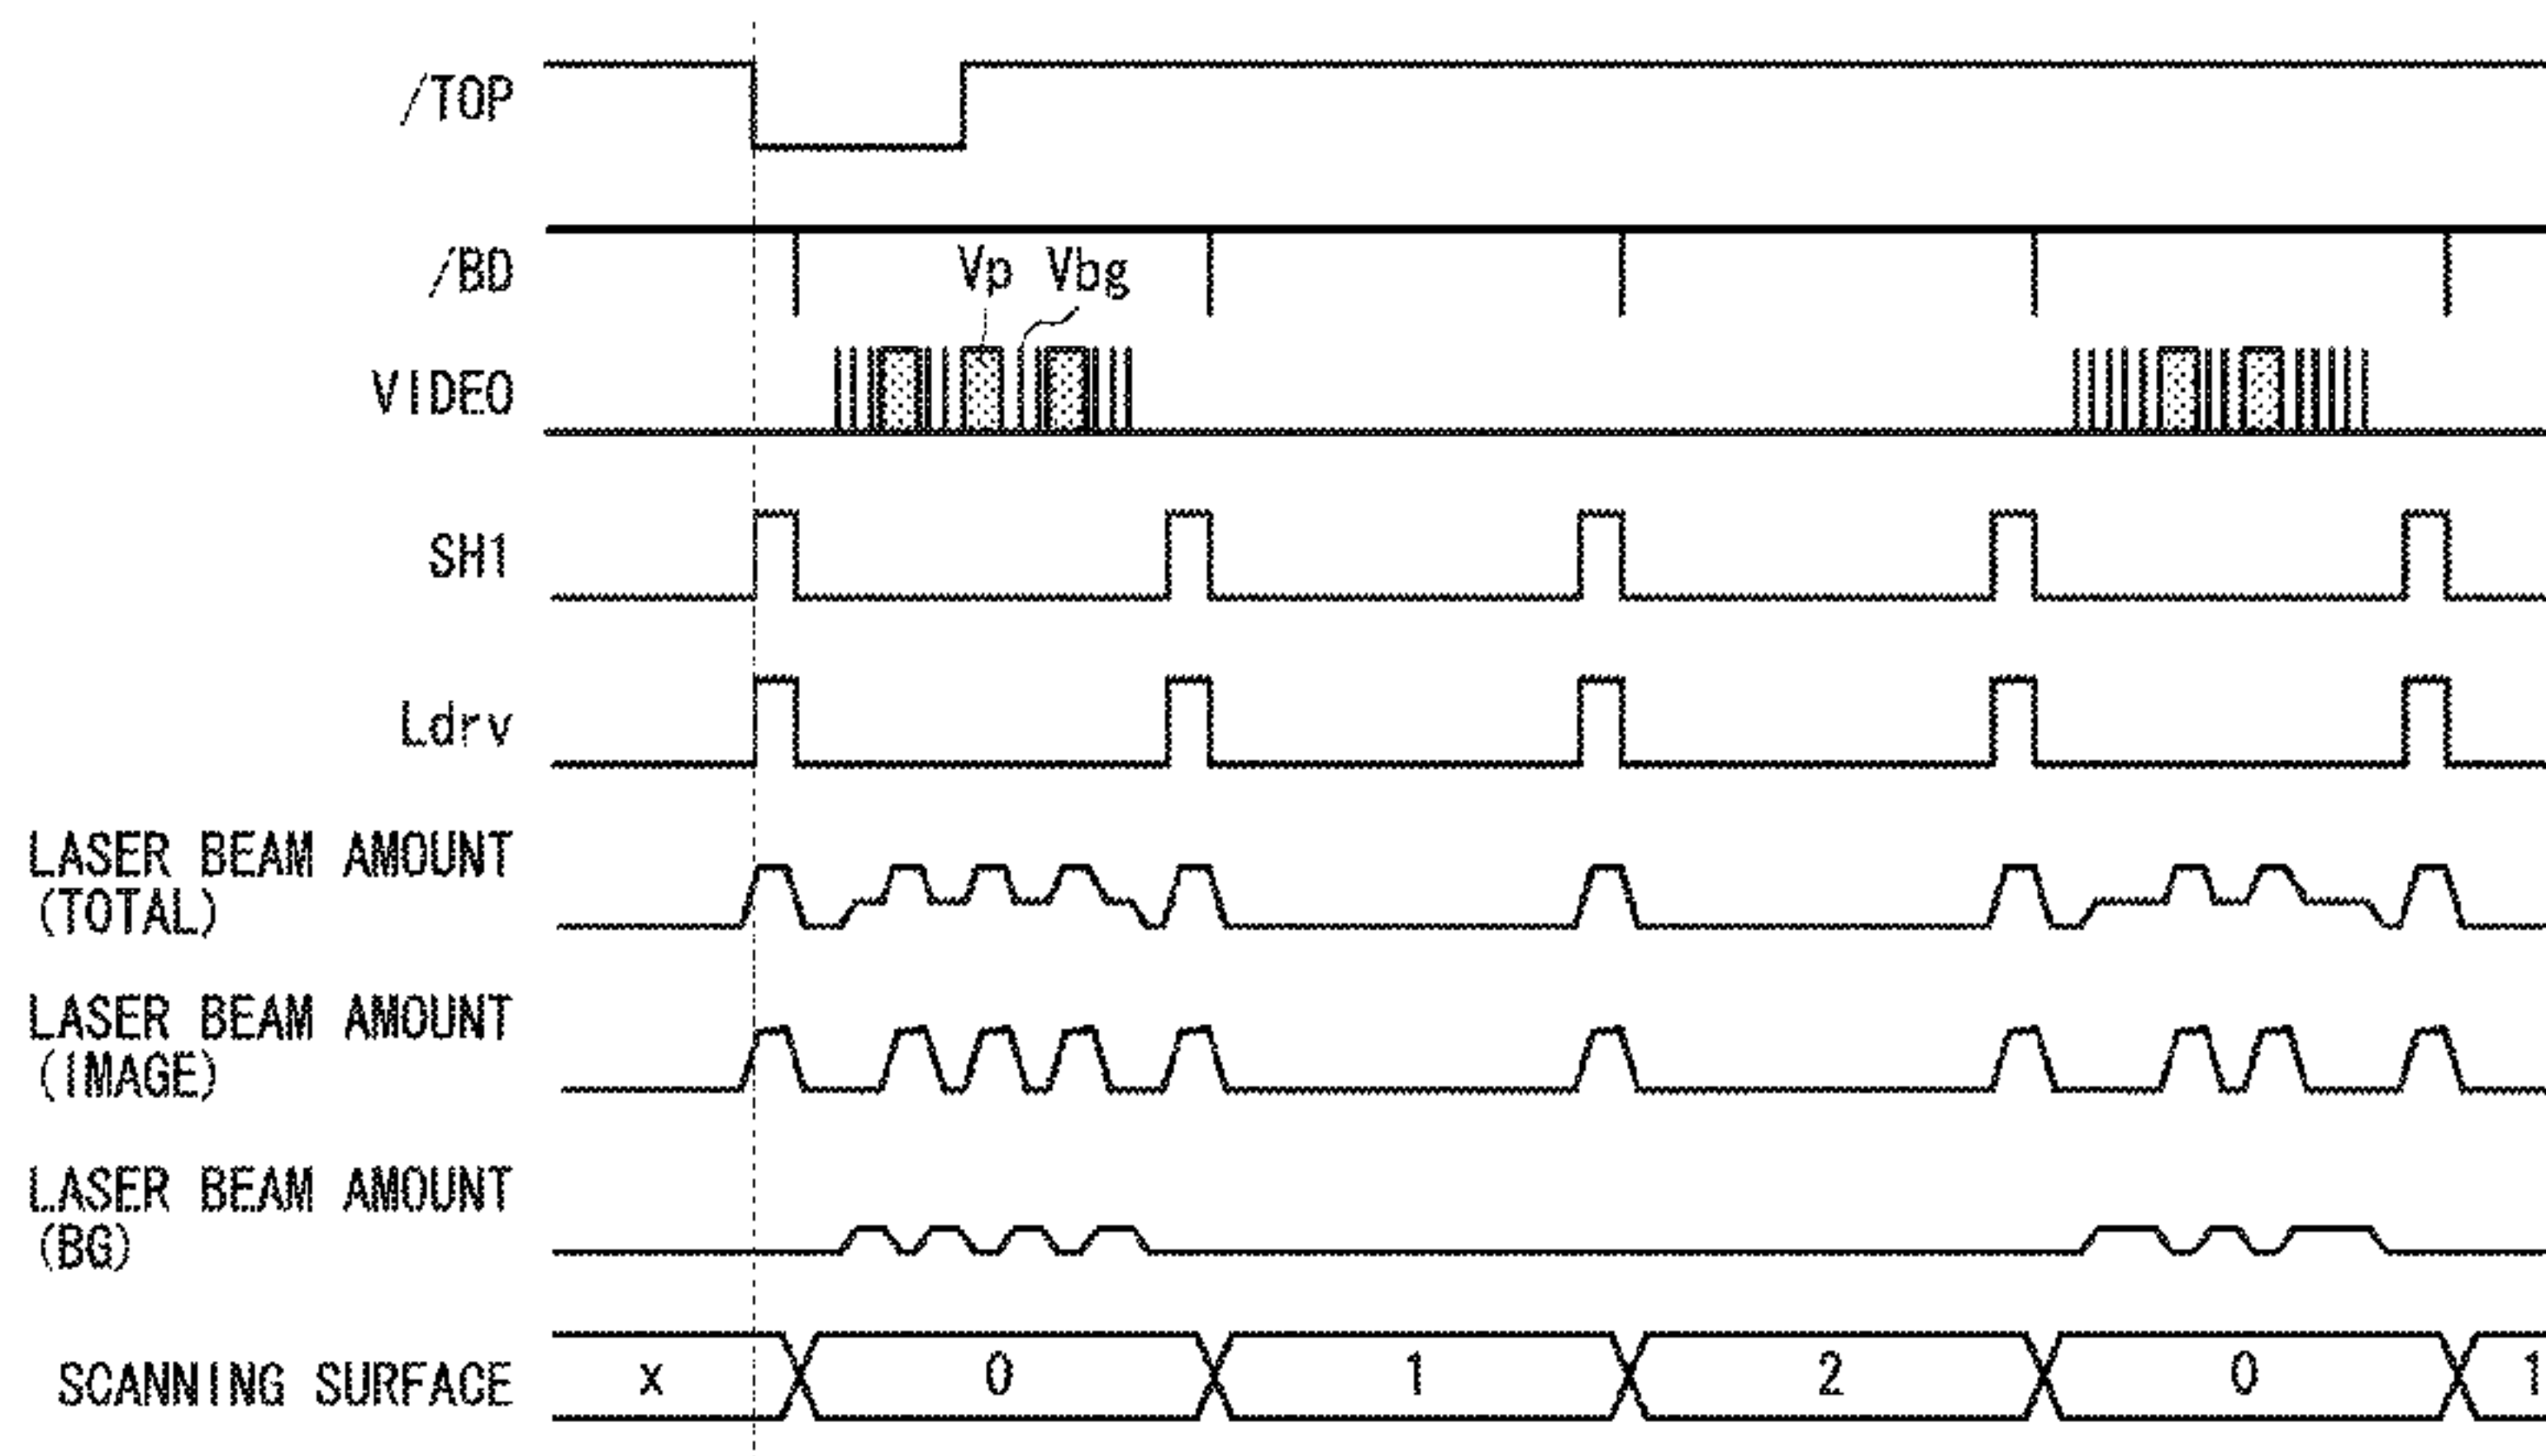 /TOP
/BD
Vp Vbg
VIDEO
SH1
Ldrv
LASER BEAM AMOUNT
(TOTAL)
LASER BEAM AMOUNT
(IMAGE)
LASER BEAM AMOUNT
(BG)
SCANNING SURFACE x 0 1 2 0 1